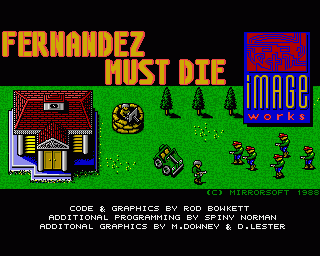 FERNANDEZ
MUST DIE
iMAGE
works
(C) MIRRORSOFT 1988
CODE & GRAPHICS BY ROD BOWKETT
ADDITIONAL PROGRAMMING BY SPINY NORMAN
ADDITONAL GRAPHICS BY M.DOWNEY & D.LESTER